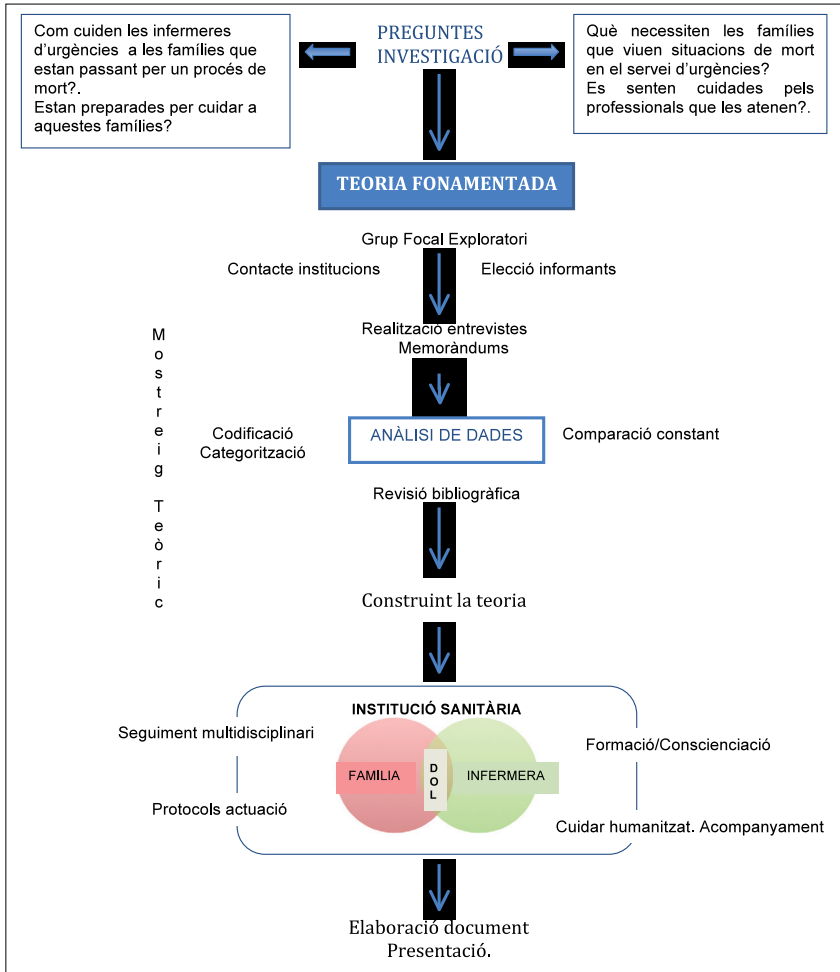 Com cuiden les infermeres
d'urgències a les famílies que
estan passant per un procés de
mort?.
Estan preparades per cuidar a
aquestes famílies?
PREGUNTES
INVESTIGACIÓ
Què necessiten les famílies
que viuen situacions de mort
en el servei d'urgències?
Es senten cuidades pels
professionals que les atenen?.
TEORIA FONAMENTADA
Grup Focal Exploratori
Contacte institucions
Elecció informants
Realització entrevistes
Memoràndums
Mostreig Teòric
Codificació
Categorització
ANÀLISI DE DADES
Comparació constant
Revisió bibliogràfica
Construint la teoria
INSTITUCIÓ SANITÀRIA
Seguiment multidisciplinari
Formació/Conscienciació
FAMÍLIA
DOL
INFERMERA
Protocols actuació
Cuidar humanitzat. Acompanyament
Elaboració document
Presentació.